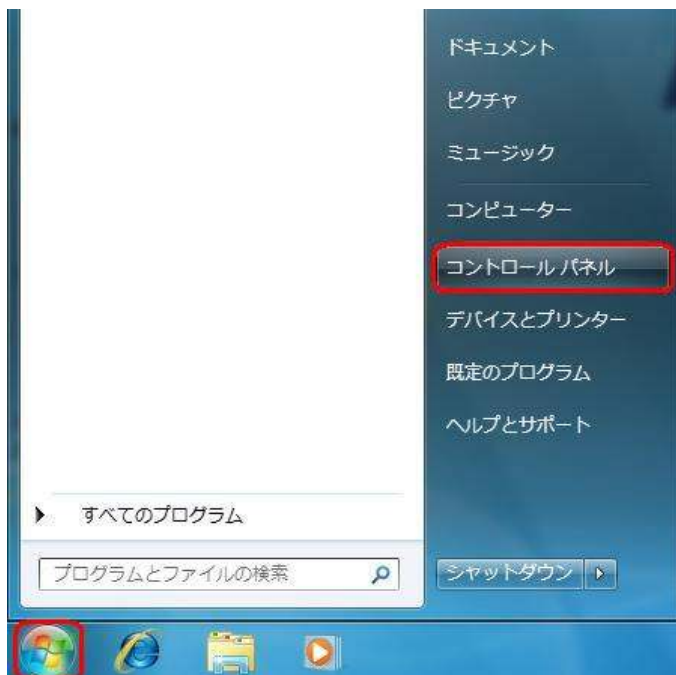 ドキュメント
ピクチャ
ミュージック
コンピューター
コントロール パネル
デバイスとプリンター
既定のプログラム
ヘルプとサポート
すべてのプログラム
プログラムとファイルの検索
シャットダウン